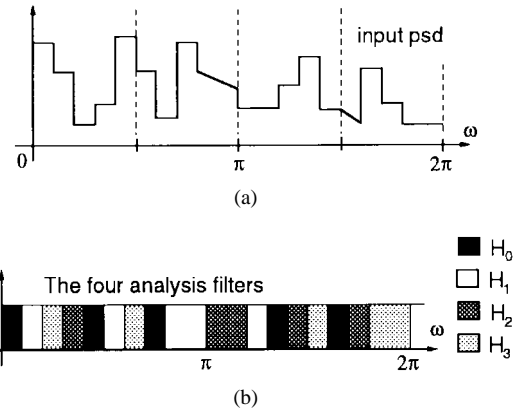 input psd
ω
0
π
2π
(a)
The four analysis filters
H₀
H₁
H₂
H₃
ω
π
2π
(b)